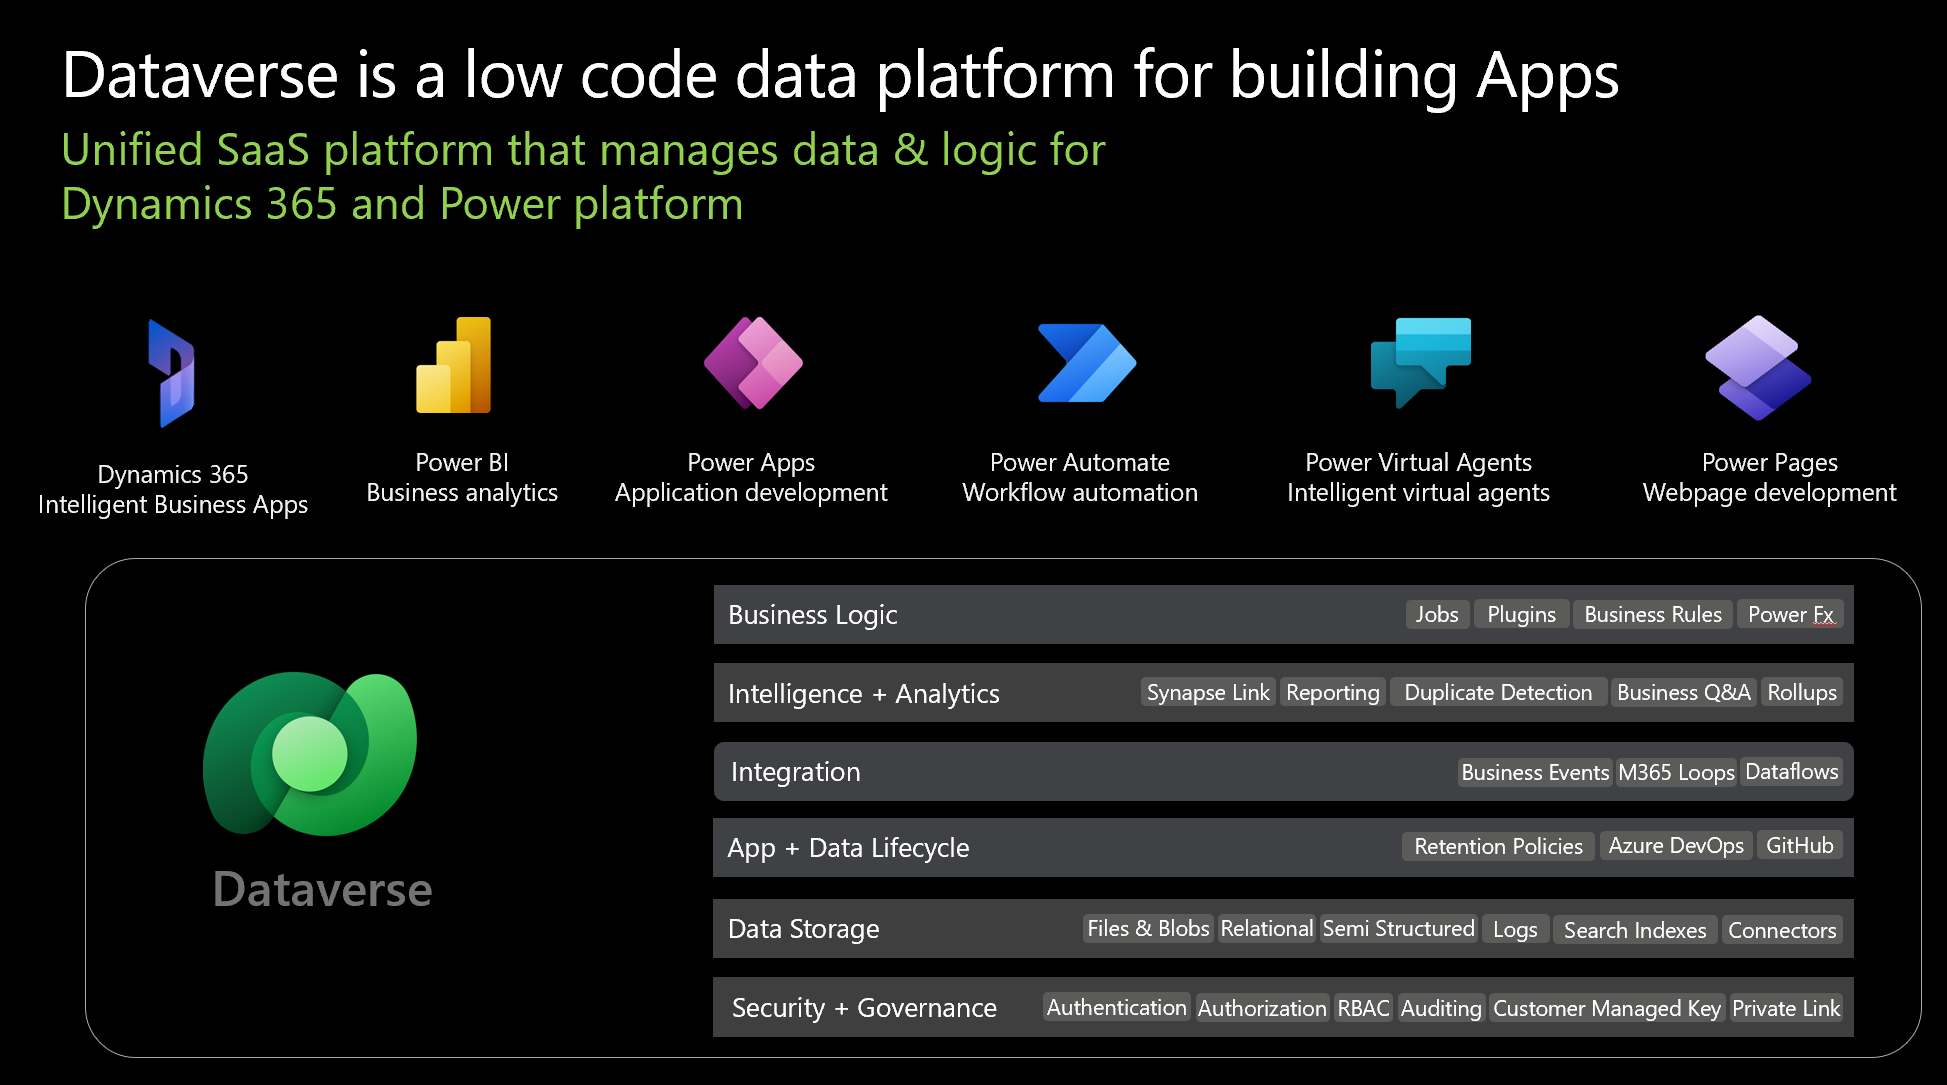 Dataverse is a low code data platform for building Apps
Unified SaaS platform that manages data & logic for
Dynamics 365 and Power platform
Dynamics 365
Intelligent Business Apps
Power BI
Business analytics
Power Apps
Application development
Power Automate
Workflow automation
Power Virtual Agents
Intelligent virtual agents
Power Pages
Webpage development
Dataverse
Business Logic Jobs Plugins Business Rules Power Fx
Intelligence + Analytics Synapse Link Reporting Duplicate Detection Business Q&A Rollups
Integration Business Events M365 Loops Dataflows
App + Data Lifecycle Retention Policies Azure DevOps GitHub
Data Storage Files & Blobs Relational Semi Structured Logs Search Indexes Connectors
Security + Governance Authentication Authorization RBAC Auditing Customer Managed Key Private Link